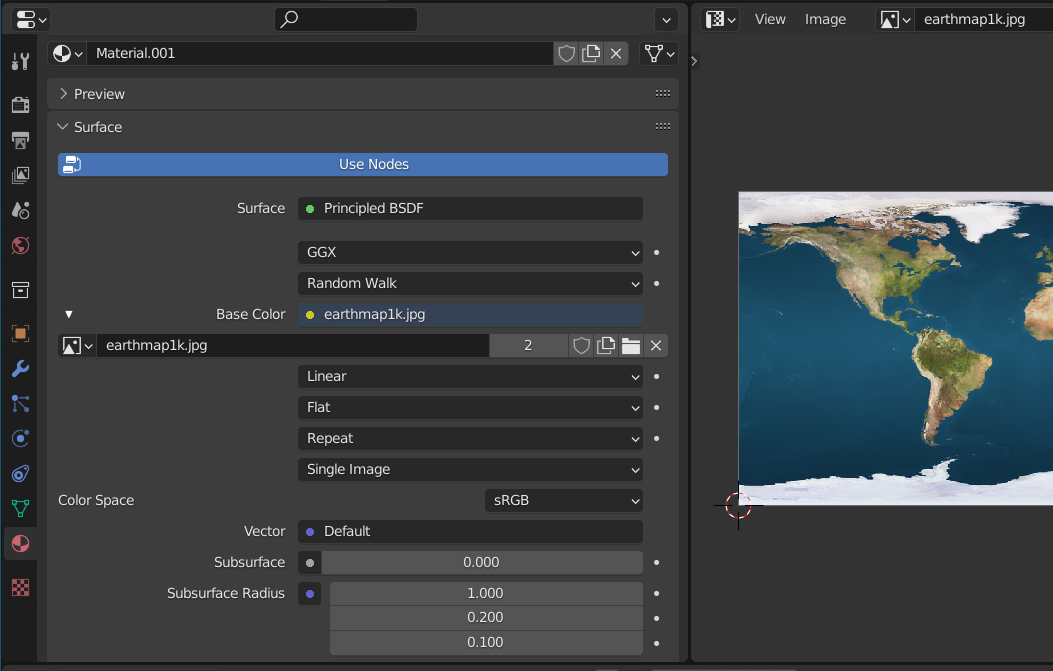 View Image earthmap1k.jpg
Material.001
Preview
Surface
Use Nodes
Surface Principled BSDF
GGX
Random Walk
Base Color earthmap1k.jpg
earthmap1k.jpg 2
Linear
Flat
Repeat
Single Image
Color Space sRGB
Vector Default
Subsurface 0.000
Subsurface Radius 1.000
0.200
0.100